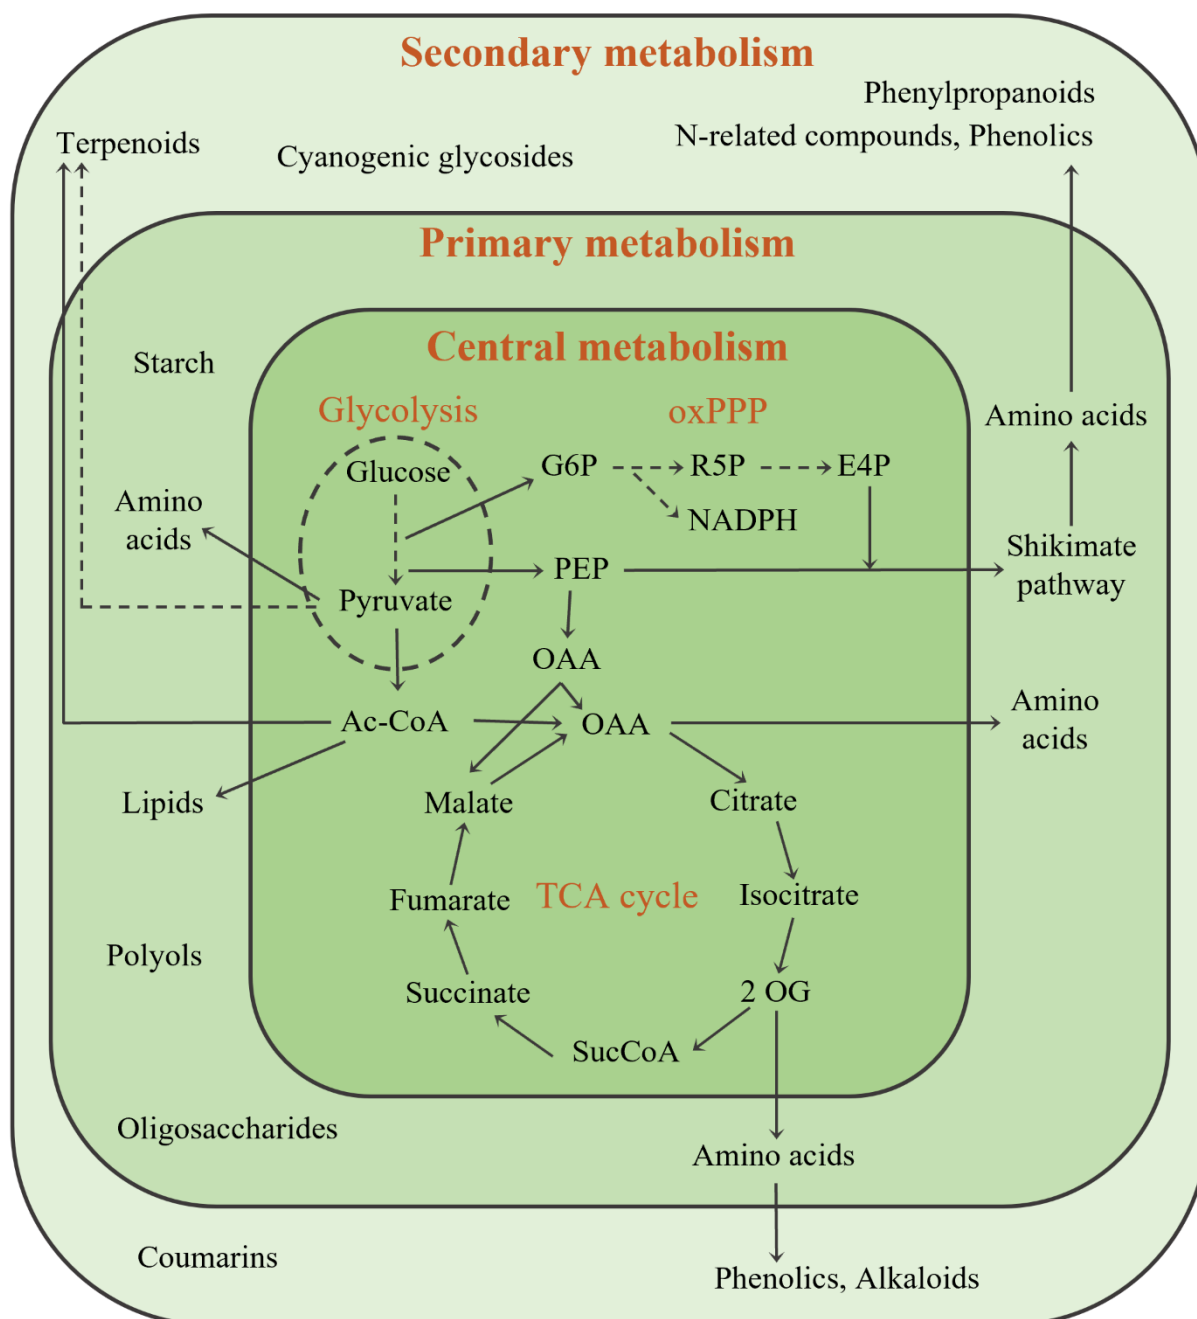 Secondary metabolism
Phenylpropanoids
Terpenoids
N-related compounds, Phenolics
Cyanogenic glycosides
Primary metabolism
Central metabolism
Starch
Glycolysis
oxPPP
Amino acids
Glucose
G6P
R5P
E4P
Amino
acids
NADPH
Shikimate
pathway
PEP
Pyruvate
OAA
Ac-CoA
OAA
Amino
acids
Lipids
Malate
Citrate
Fumarate
TCA cycle
Isocitrate
Polyols
Succinate
2 OG
SucCoA
Oligosaccharides
Amino acids
Coumarins
Phenolics, Alkaloids